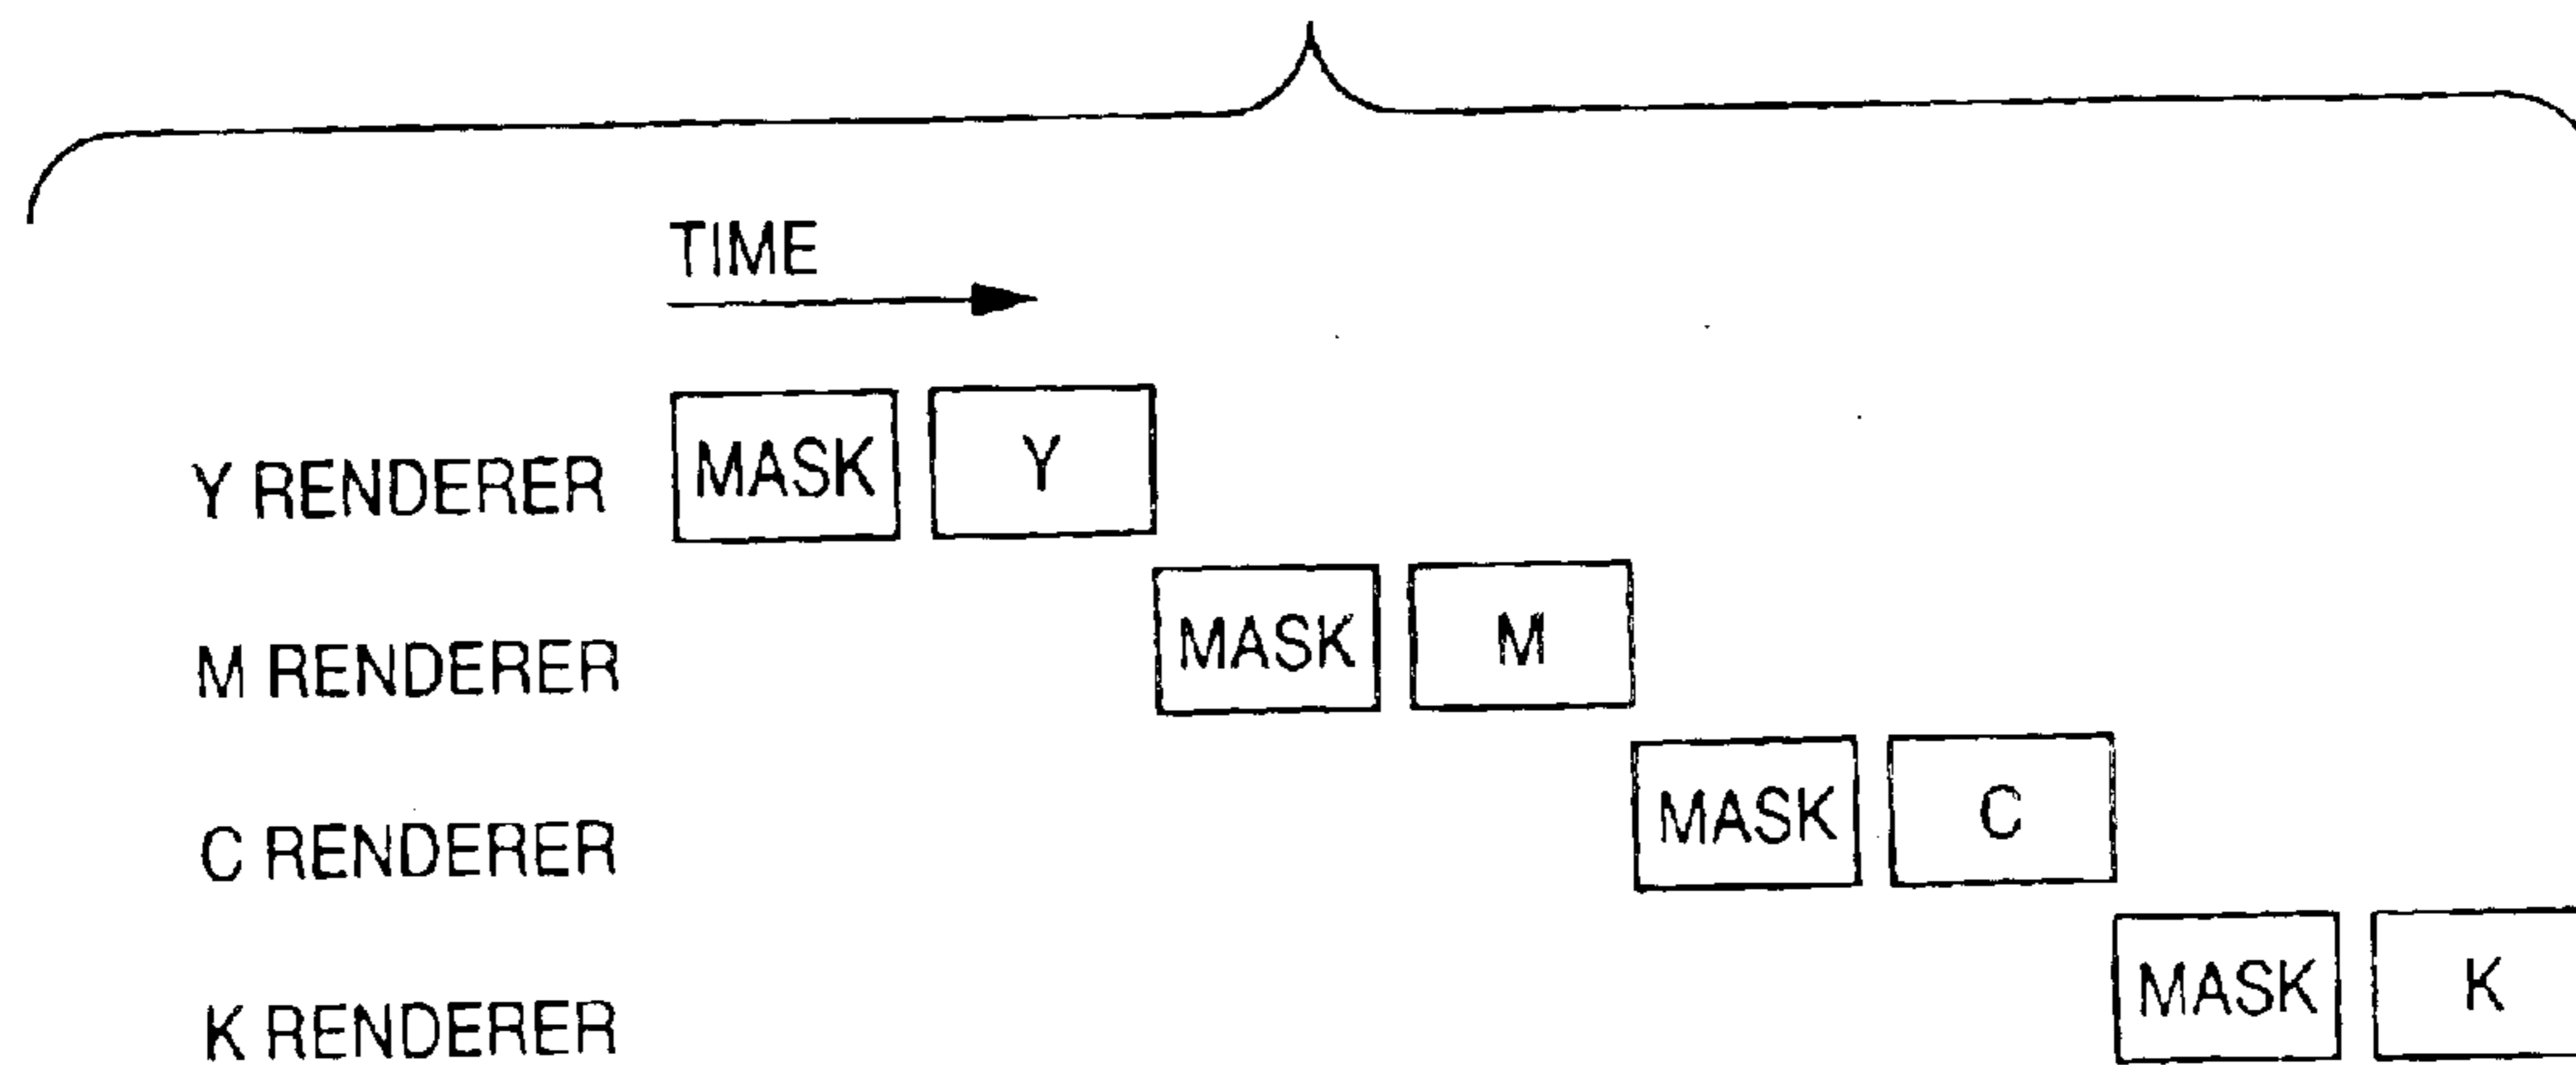 TIME
Y RENDERER MASK Y
M RENDERER MASK M
C RENDERER MASK C
K RENDERER MASK K